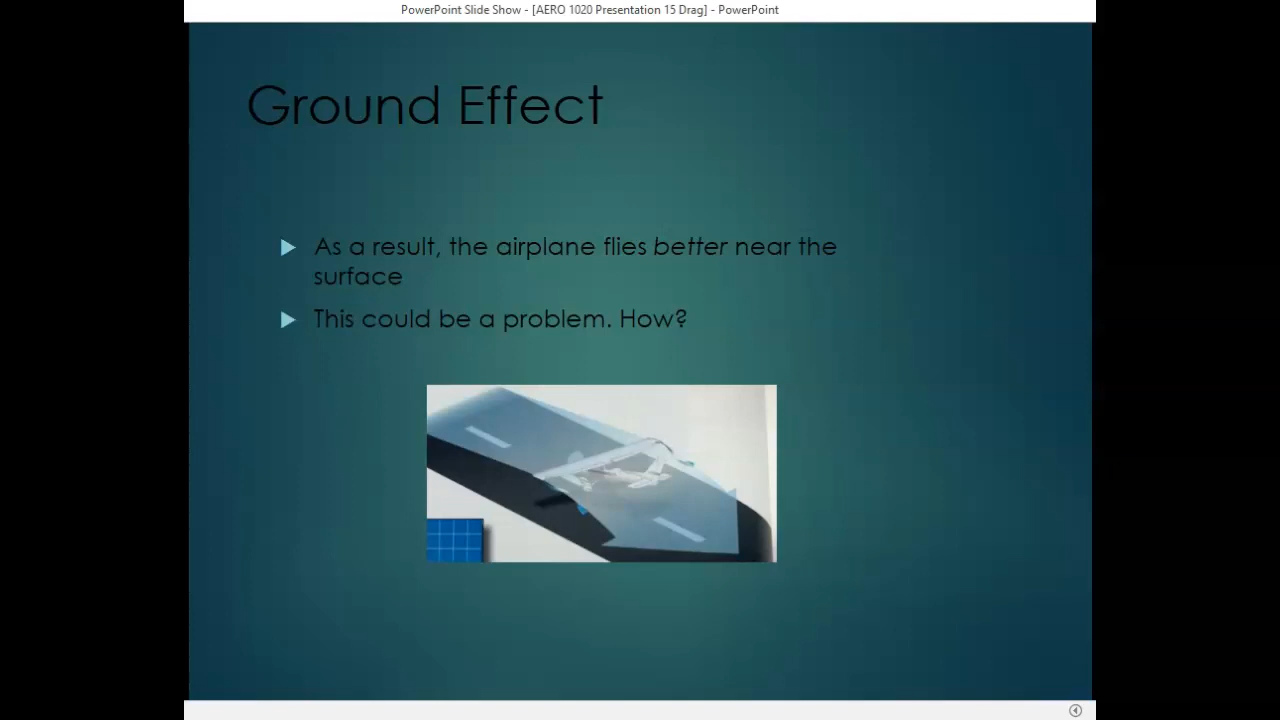 PowerPoint Slide Show - [AERO 1020 Presentation 15 Drag] - PowerPoint
Ground Effect
As a result, the airplane flies better near the
surface
This could be a problem. How?